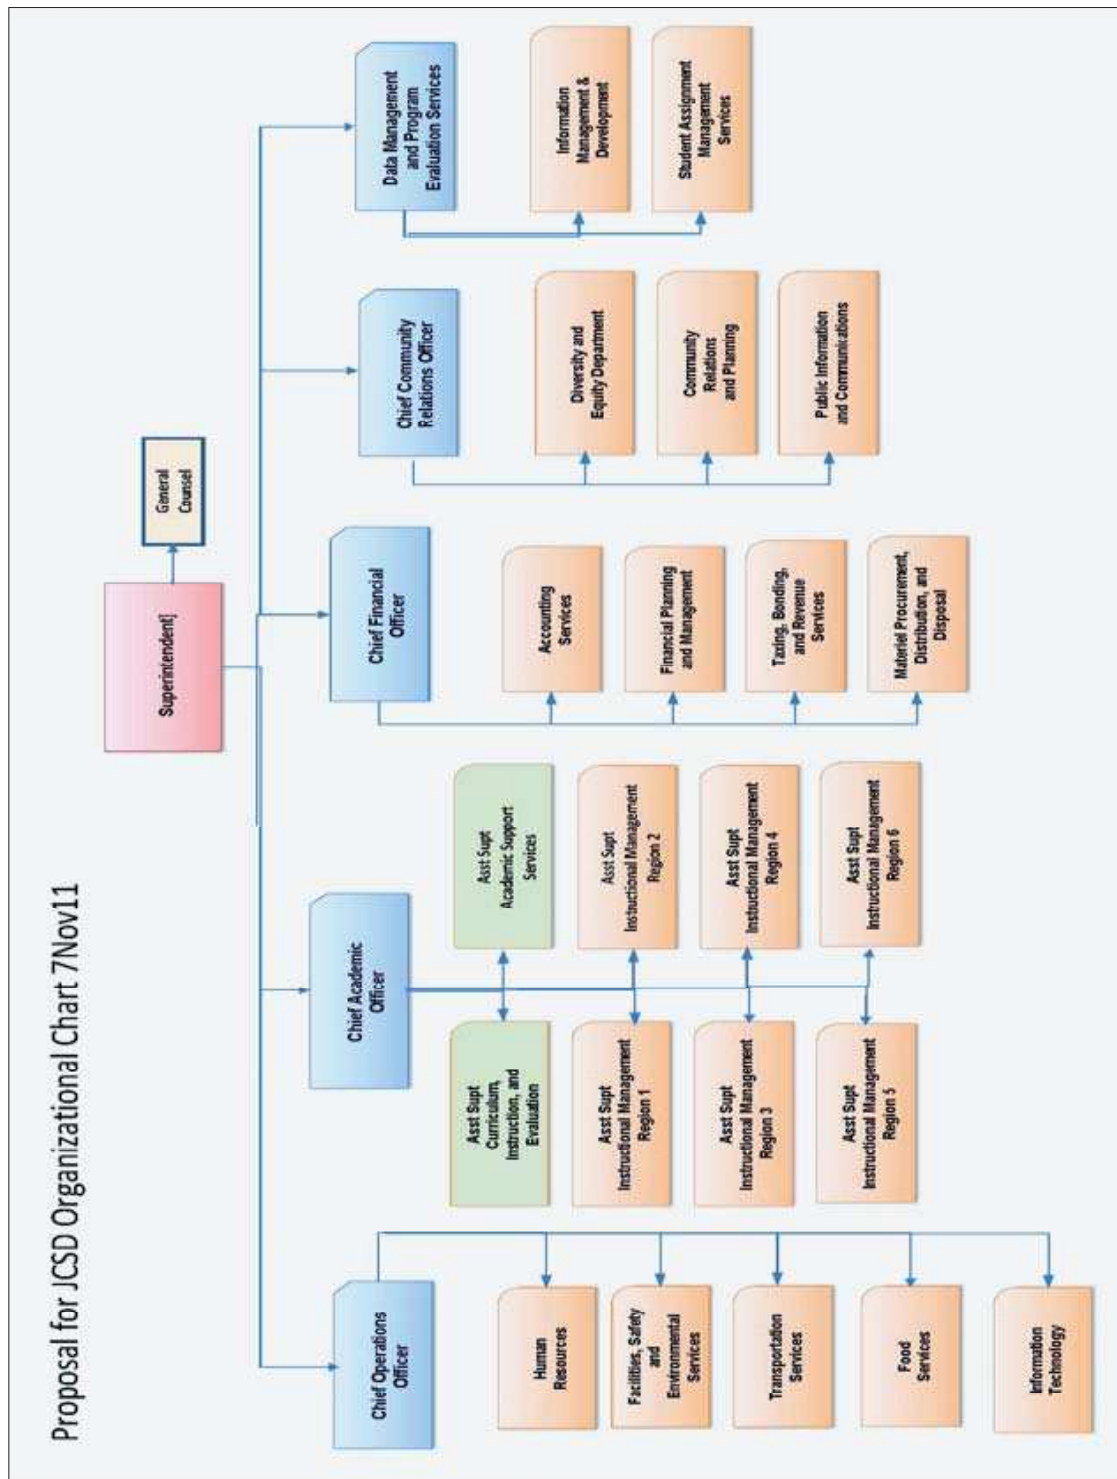 Proposal for JCSD Organizational Chart 7Nov11
Superintendent]
General
Counsel
Chief Operations
Officer
Human
Resources
Facilities, Safety
and
Environmental
Services
Transportation
Services
Food
Services
Information
Technology
Chief Academic
Officer
Asst Supt
Curriculum,
Instruction, and
Evaluation
Asst Supt
Academic Support
Services
Asst Supt
Instructional Management
Region 1
Asst Supt
Instructional Management
Region 2
Asst Supt
Instructional Management
Region 3
Asst Supt
Instructional Management
Region 4
Asst Supt
Instructional Management
Region 5
Asst Supt
Instructional Management
Region 6
Chief Financial
Officer
Accounting
Services
Financial Planning
and Management
Taxing, Bonding,
and Revenue
Services
Materiel Procurement,
Distribution, and
Disposal
Chief Community
Relations Officer
Diversity and
Equity Department
Community
Relations
and Planning
Public Information
and Communications
Data Management
and Program
Evaluation Services
Information
Management &
Development
Student Assignment
Management
Services